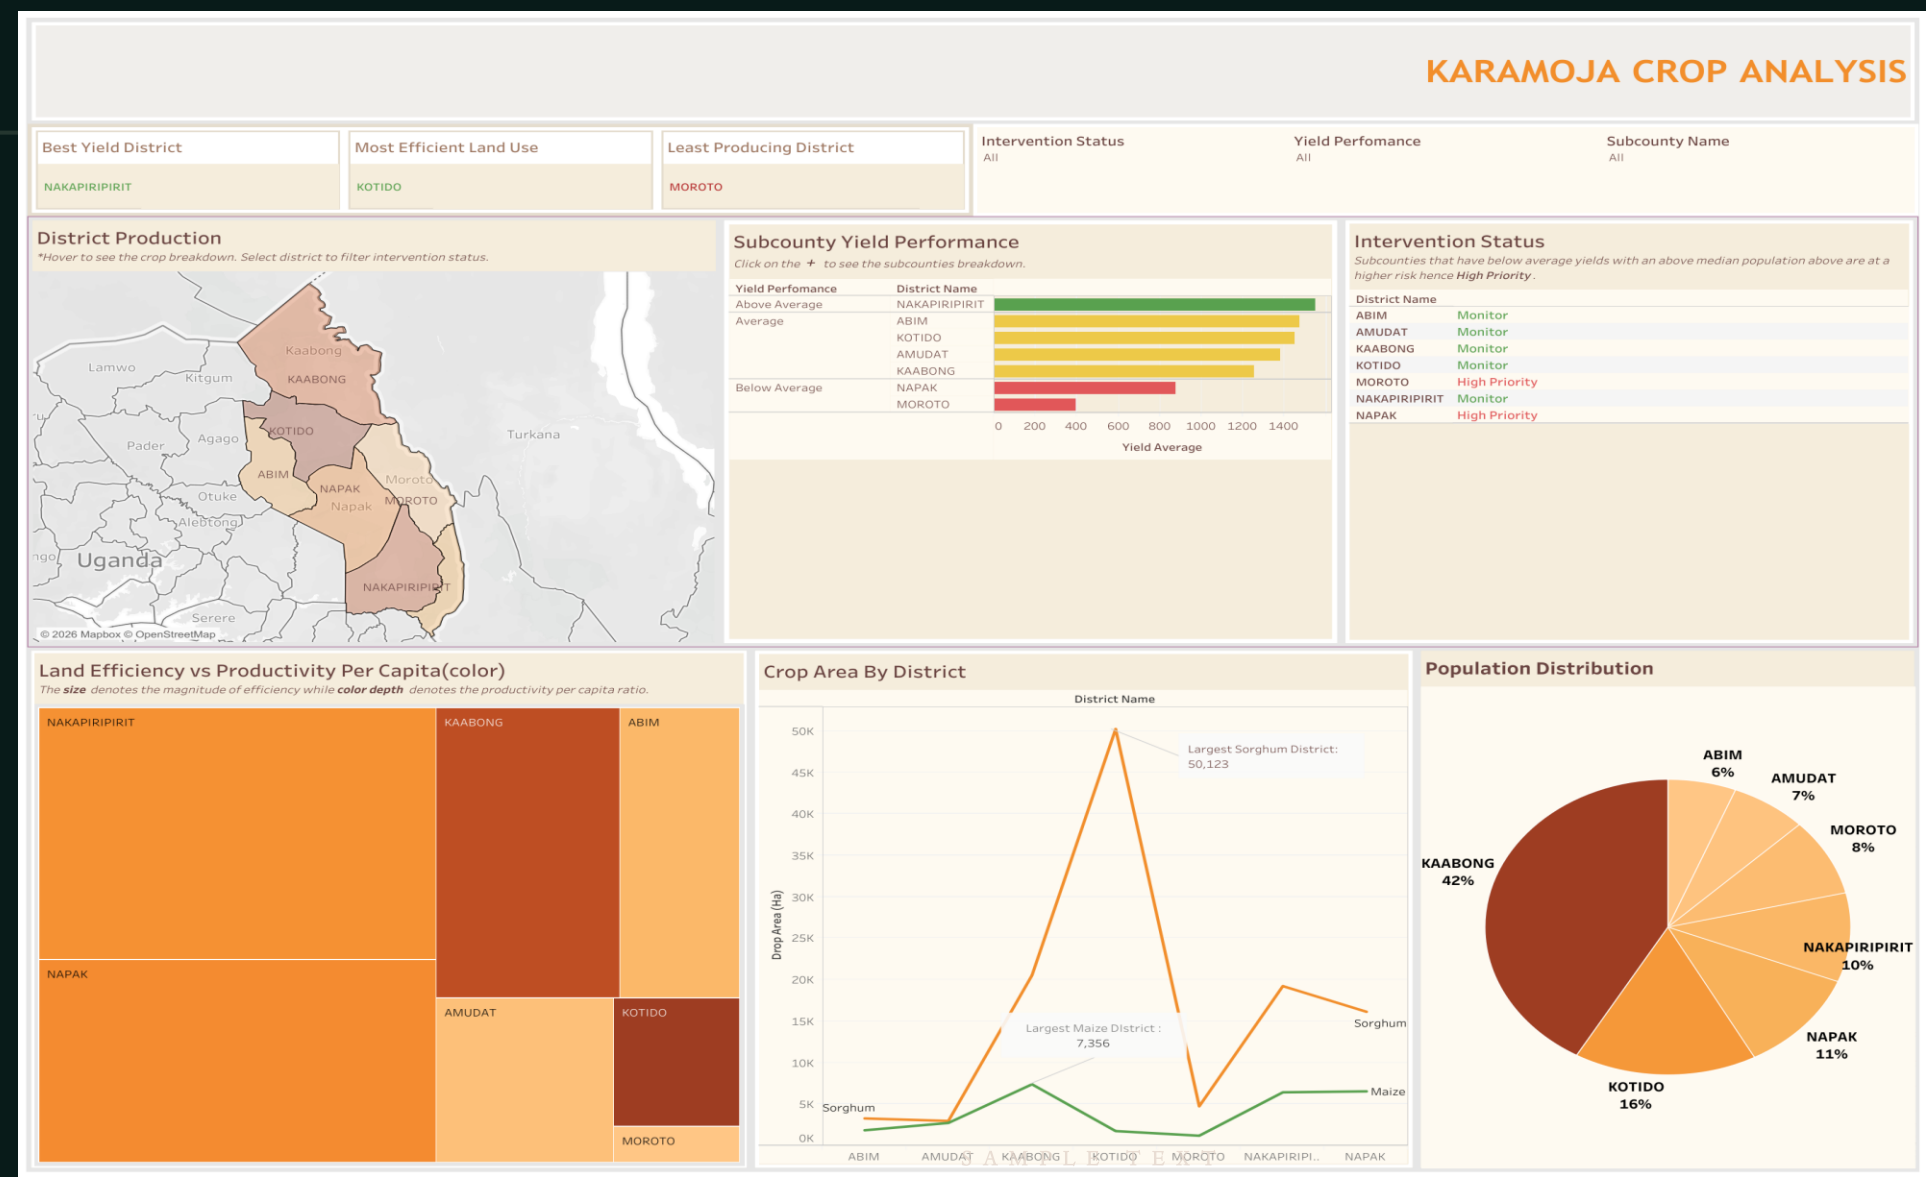 KARAMOJA CROP ANALYSIS
Best Yield District
NAKAPIRIPIRIT
Most Efficient Land Use
KOTIDO
Least Producing District
MOROTO
Intervention Status
All
Yield Perfomance
All
Subcounty Name
All
District Production
*Hover to see the crop breakdown. Select district to filter intervention status.
Kaabong
KAABONG
Lamwo
Kitgum
KOTIDO
Pader
Agago
Turkana
ABIM
NAPAK
Napak
Moroto
MOROTO
Otuke
Alebtong
Uganda
NAKAPIRIPIRIT
Serere
© 2026 Mapbox © OpenStreetMap
Subcounty Yield Performance
Click on the + to see the subcounties breakdown.
Yield Perfomance District Name
Above Average NAKAPIRIPIRIT
Average ABIM
KOTIDO
AMUDAT
KAABONG
Below Average NAPAK
MOROTO
0 200 400 600 800 1000 1200 1400
Yield Average
Intervention Status
Subcounties that have below average yields with an above median population above are at a
higher risk hence High Priority.
District Name
ABIM Monitor
AMUDAT Monitor
KAABONG Monitor
KOTIDO Monitor
MOROTO High Priority
NAKAPIRIPIRIT Monitor
NAPAK High Priority
Land Efficiency vs Productivity Per Capita(color)
The size denotes the magnitude of efficiency while color depth denotes the productivity per capita ratio.
NAKAPIRIPIRIT
KAABONG
ABIM
NAPAK
AMUDAT
KOTIDO
MOROTO
Crop Area By District
District Name
50K
45K
40K
35K
30K
25K
20K
15K
10K
5K
0K
Drop Area (Ha)
Largest Sorghum District:
50,123
Largest Maize DIstrict :
7,356
Sorghum
Sorghum
Maize
ABIM AMUDAT KAABONG KOTIDO MOROTO NAKAPIRIPI.. NAPAK
SAMPLE TEXT
Population Distribution
ABIM
6%
AMUDAT
7%
MOROTO
8%
KAABONG
42%
NAKAPIRIPIRIT
10%
NAPAK
11%
KOTIDO
16%